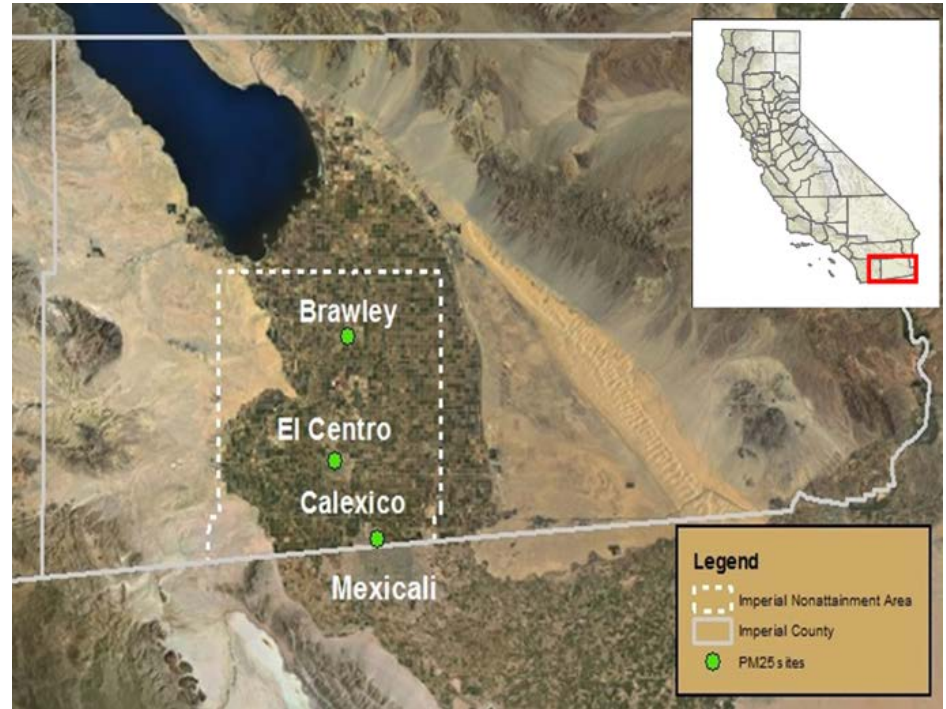 Brawley
El Centro
Calexico
Mexicali
Legend
Imperial Nonattainment Area
Imperial County
PM25 sites